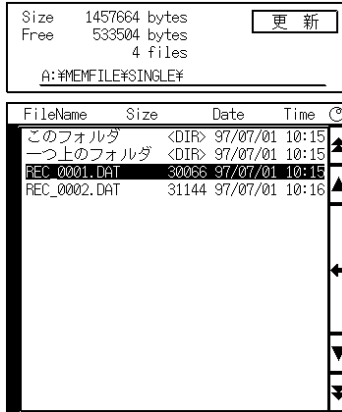 Size 1457664 bytes
更 新
Free 533504 bytes
4 files
A:¥MEMFILE¥SINGLE¥
FileName Size Date Time
このフォルダ <DIR> 97/07/01 10:15
一つ上のフォルダ <DIR> 97/07/01 10:15
REC_0001.DAT 30066 97/07/01 10:15
REC_0002.DAT 31144 97/07/01 10:16